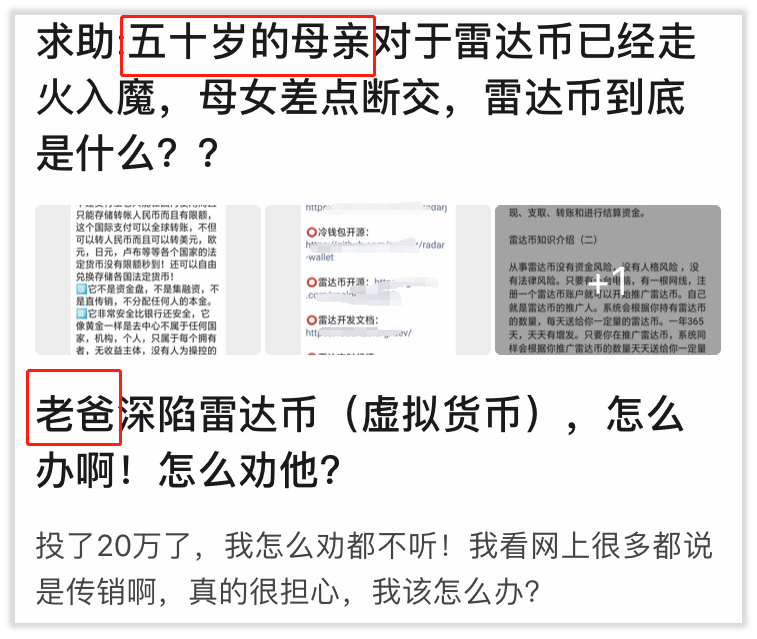 求助:五十岁的母亲对于雷达币已经走
火入魔，母女差点断交，雷达币到底
是什么？？
只能存储转帐人民币而且有限额，
这个国际支付可以全球转账，不但
可以转人民币而且可以转美元，欧
元，日元，卢布等等各个国家的法
定货币没有限额秒到！还可以自由
兑换存储各国法定货币！
它不是资金盘，不是集融资，不
是直传销，不分配任何人的本金。
它非常安全比银行还安全，它
像黄金一样是去中心不属于任何国
家，机构，个人，只属于每个拥有
者，无收益主体，没有人为操控的
⭕冷钱包开源：
/radar
-wallet
⭕雷达币开源：
⭕雷达开发文档：
现、支取、转账和进行结算资金。
雷达币知识介绍（二）
从事雷达币没有资金风险，没有人格风险，没
有法律风险。只要有一台电脑，有一根网线，注
册一个雷达币账户就可以开始推广雷达币。自己
就是雷达币的推广人。系统会根据你持有雷达币
的数量，每天送给你一定量的雷达币。一年365
天，天天有增发。只要你在推广雷达币，系统同
样会根据你推广雷达币的数量天天送给你一定量
+1
老爸深陷雷达币（虚拟货币），怎么
办啊！怎么劝他？
投了20万了，我怎么劝都不听！我看网上很多都说
是传销啊，真的很担心，我该怎么办？